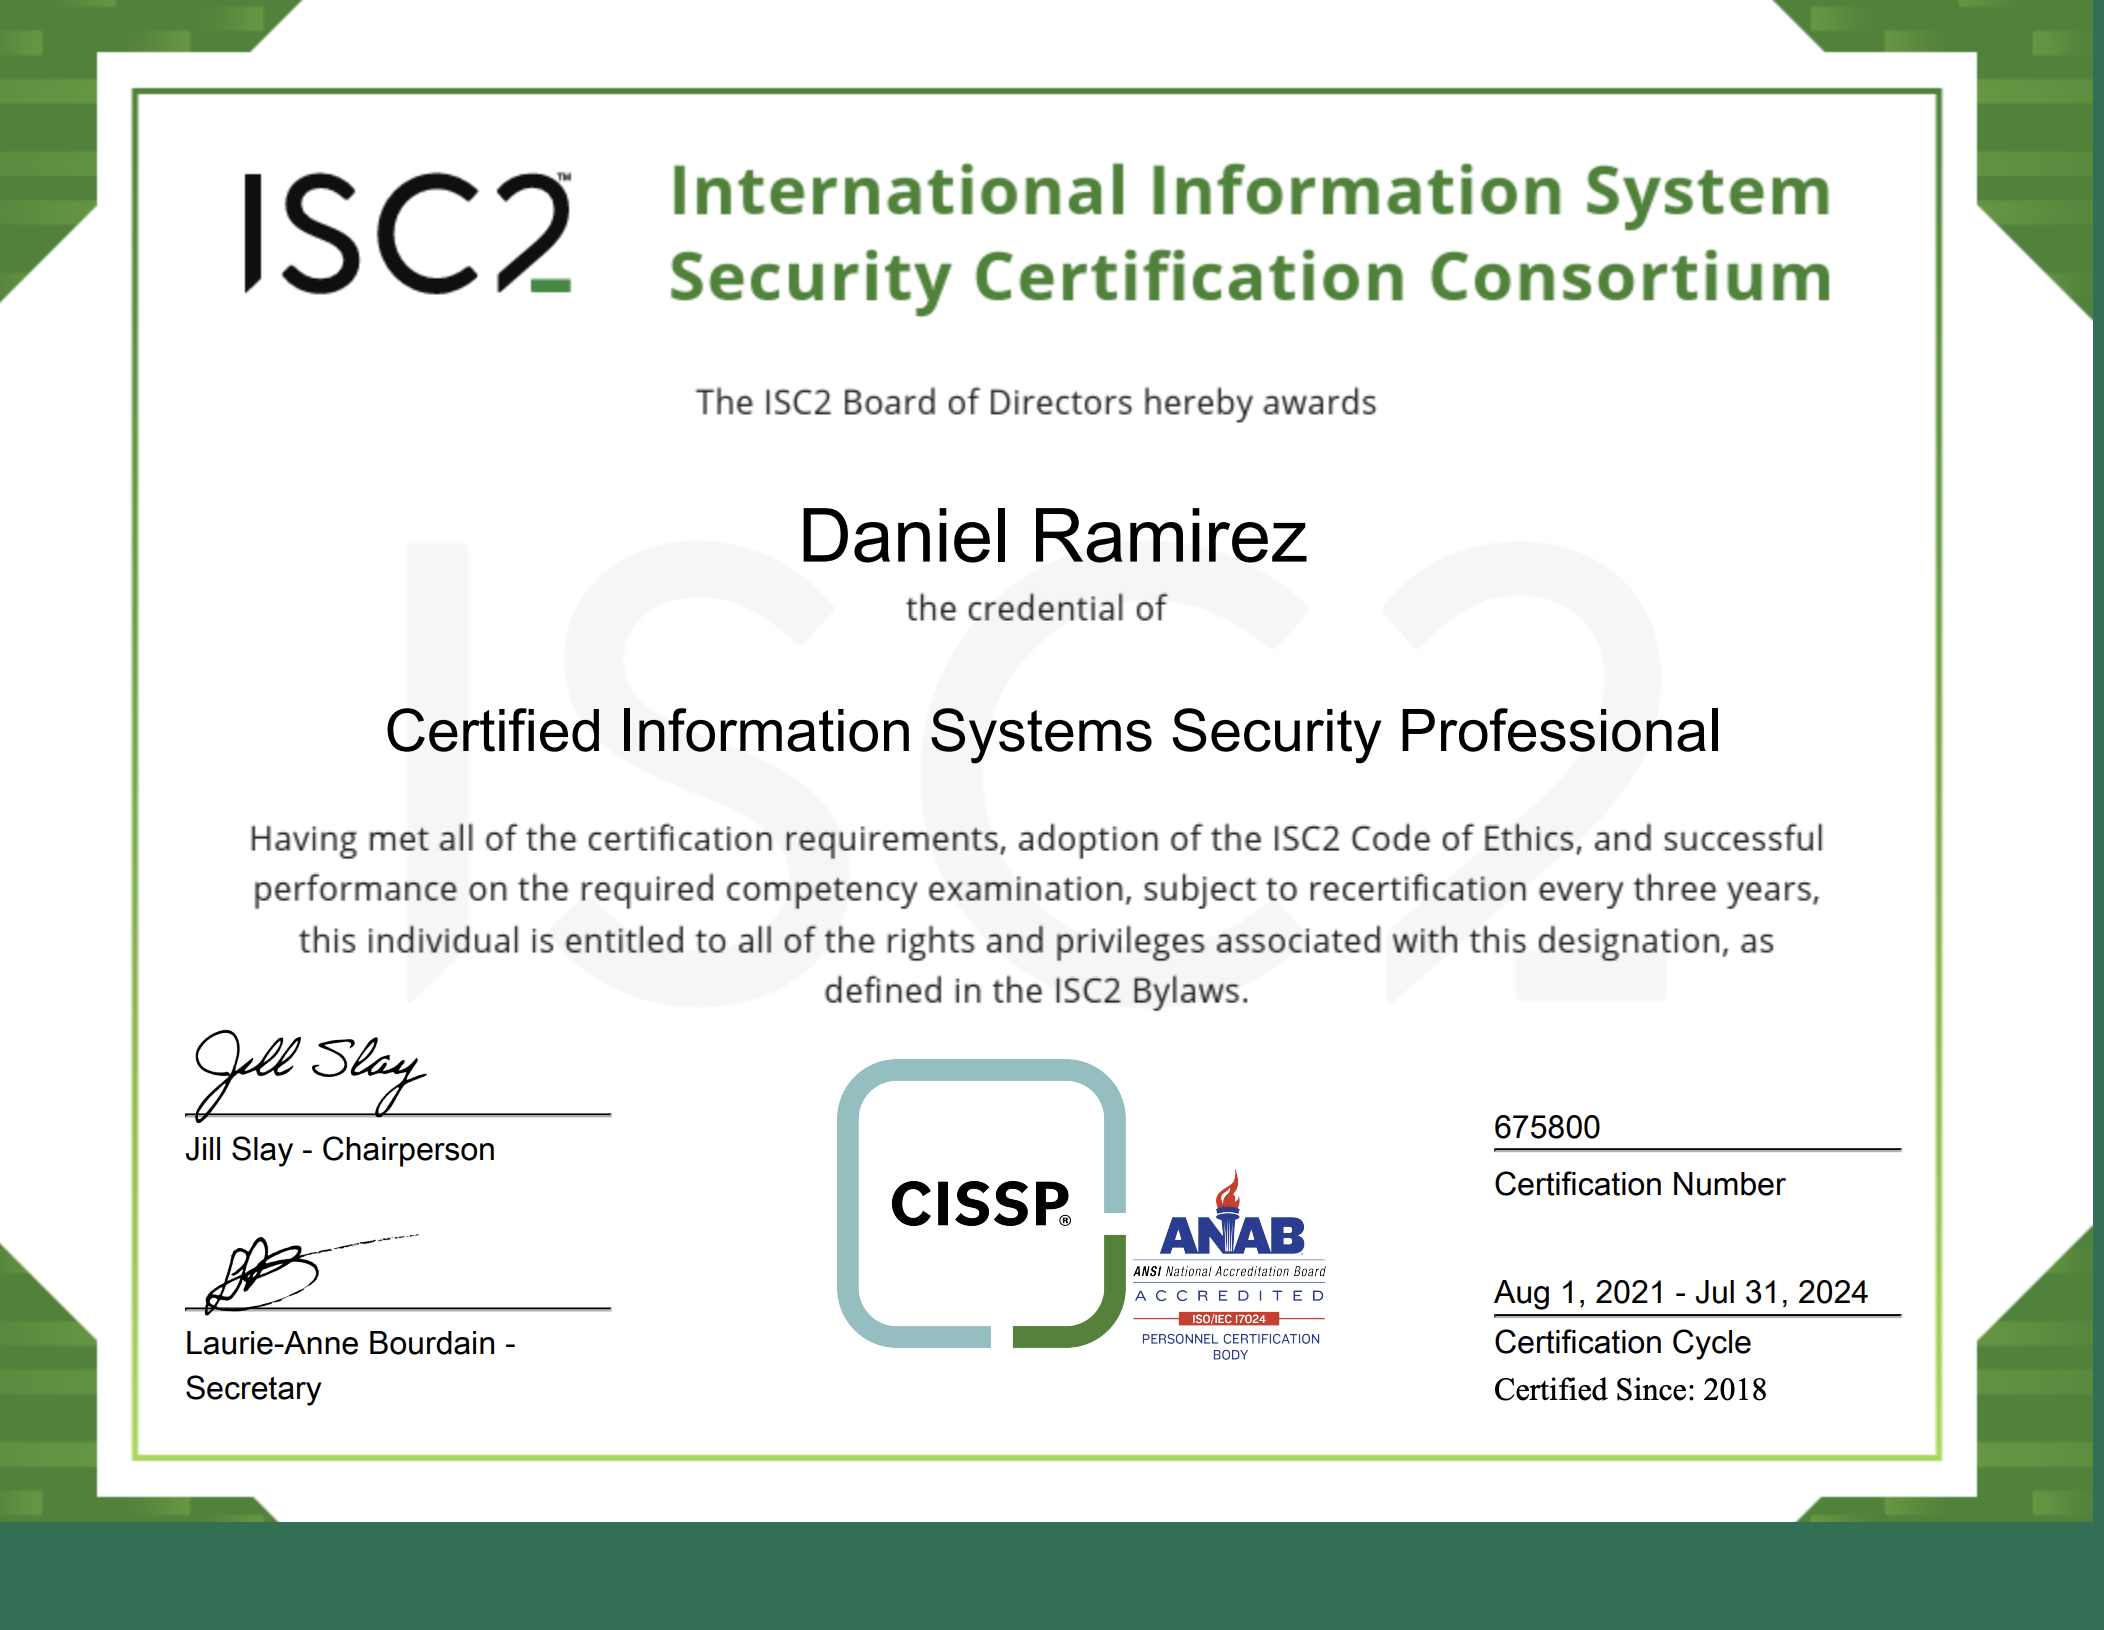 ISC2™
International Information System
Security Certification Consortium
The ISC2 Board of Directors hereby awards
Daniel Ramirez
the credential of
Certified Information Systems Security Professional
Having met all of the certification requirements, adoption of the ISC2 Code of Ethics, and successful
performance on the required competency examination, subject to recertification every three years,
this individual is entitled to all of the rights and privileges associated with this designation, as
defined in the ISC2 Bylaws.
ISC2
Jill Slay
Jill Slay - Chairperson
Laurie-Anne Bourdain -
Secretary
CISSP®
ANAB
ANSI National Accreditation Board
ACCREDITED
ISO/IEC 17024
PERSONNEL CERTIFICATION
BODY
675800
Certification Number
Aug 1, 2021 - Jul 31, 2024
Certification Cycle
Certified Since: 2018